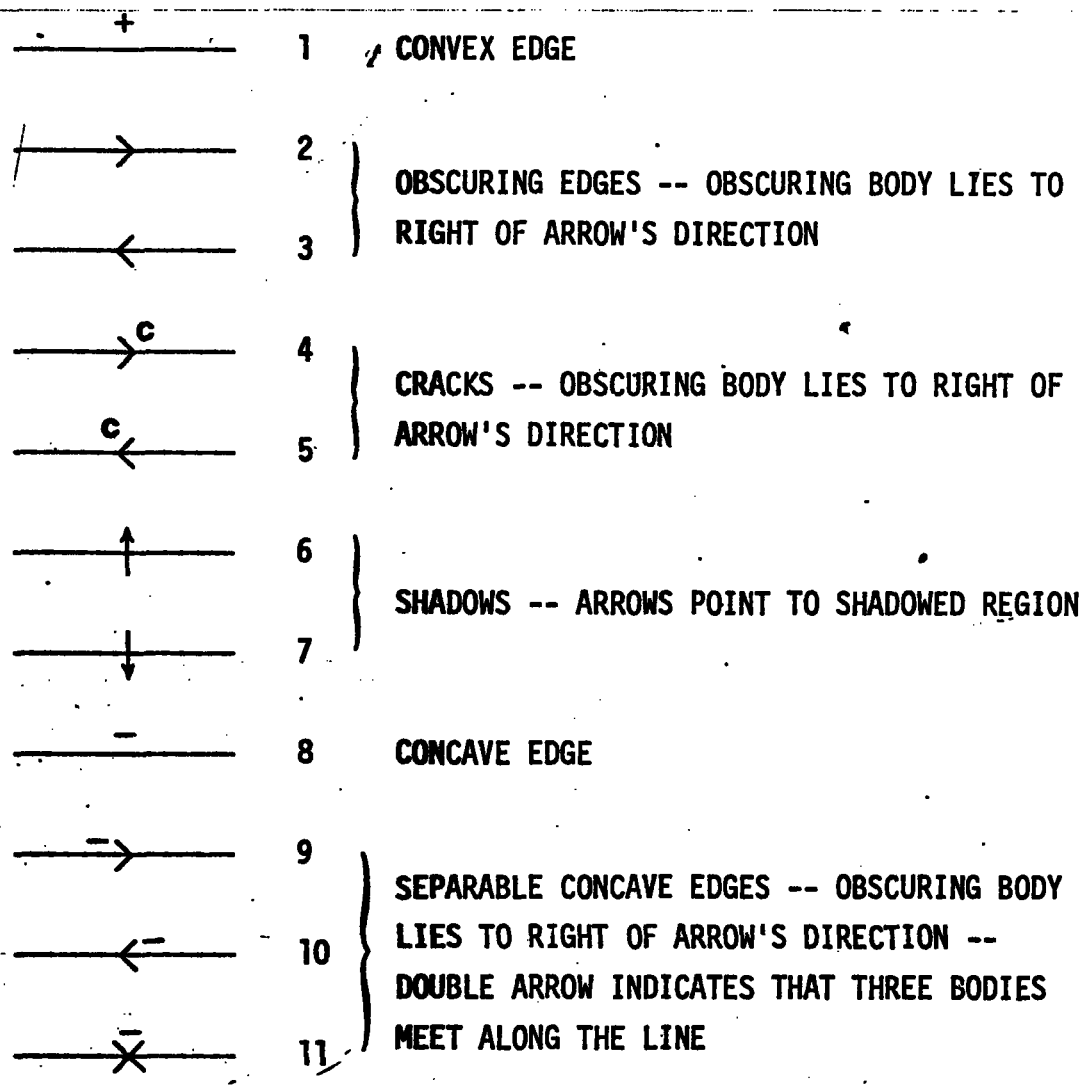 +
1 CONVEX EDGE
2
OBSCURING EDGES -- OBSCURING BODY LIES TO
RIGHT OF ARROW'S DIRECTION
3
C
4
CRACKS -- OBSCURING BODY LIES TO RIGHT OF
C
ARROW'S DIRECTION
5
6
SHADOWS -- ARROWS POINT TO SHADOWED REGION
7
-
8 CONCAVE EDGE
-
9
SEPARABLE CONCAVE EDGES -- OBSCURING BODY
LIES TO RIGHT OF ARROW'S DIRECTION --
-
10
DOUBLE ARROW INDICATES THAT THREE BODIES
MEET ALONG THE LINE
-
11